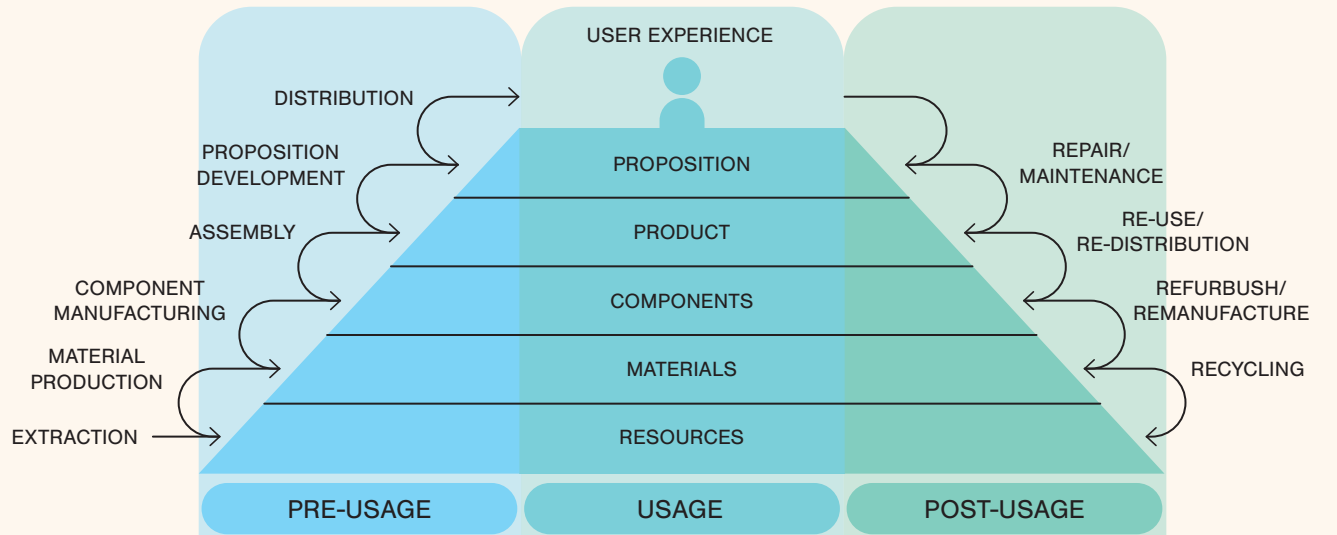 USER EXPERIENCE
DISTRIBUTION
PROPOSITION
DEVELOPMENT
ASSEMBLY
COMPONENT
MANUFACTURING
MATERIAL
PRODUCTION
EXTRACTION
PROPOSITION
PRODUCT
COMPONENTS
MATERIALS
RESOURCES
REPAIR/
MAINTENANCE
RE-USE/
RE-DISTRIBUTION
REFURBUSH/
REMANUFACTURE
RECYCLING
PRE-USAGE
USAGE
POST-USAGE